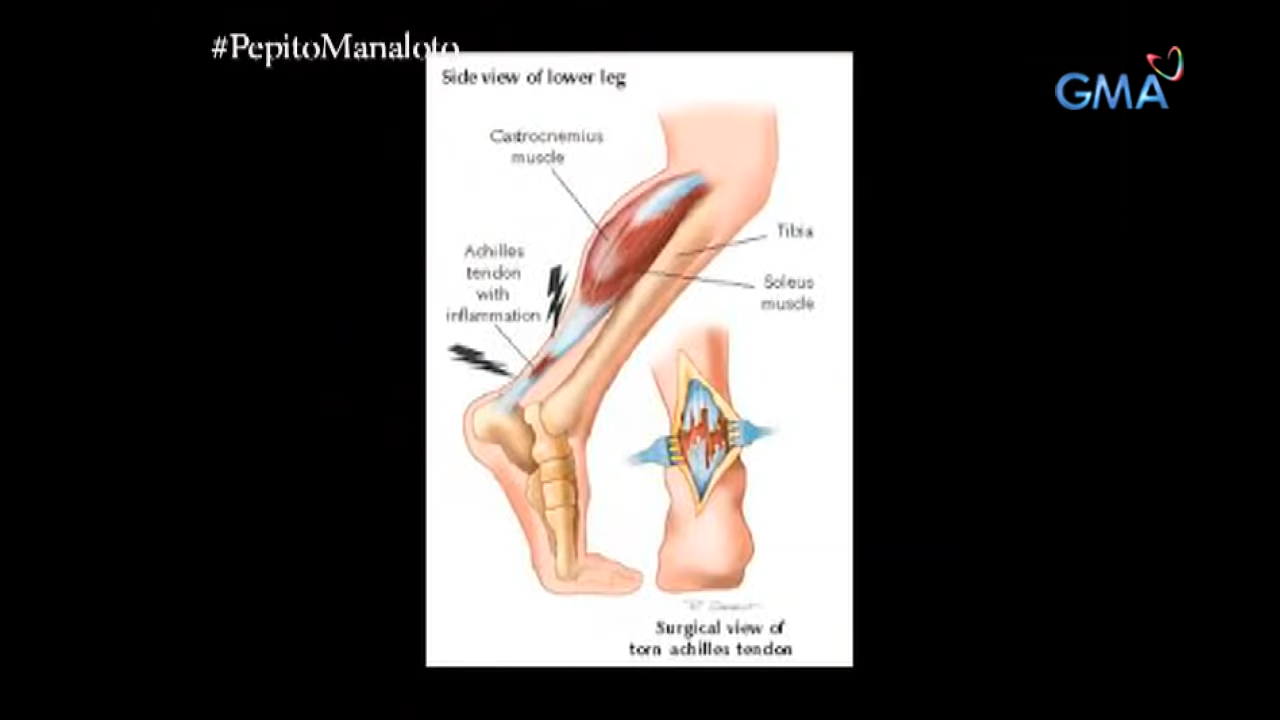 #PepitoManaloto
GMA
Side view of lower leg
Gastrocnemius
muscle
Tibia
Achilles
tendon
with
inflammation
Soleus
muscle
Surgical view of
torn achilles tendon